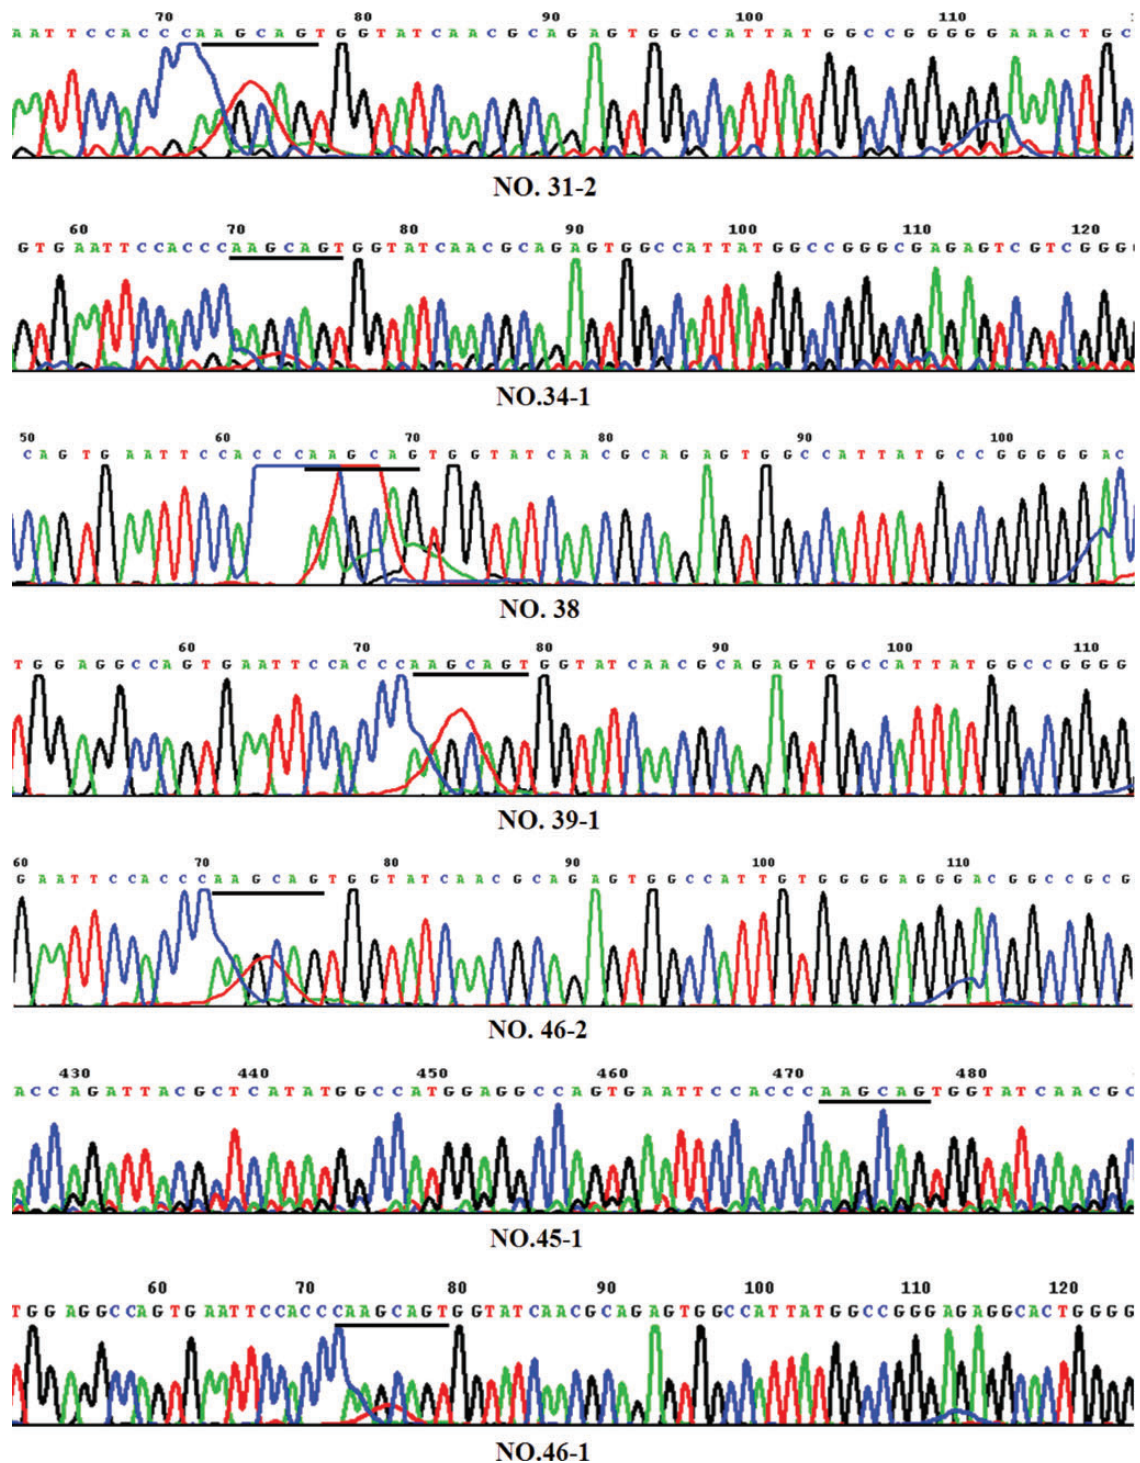 70 80 90 100 110 1
AATTCCACCCAAGCAGTGGTATCAACGCAGAGTGGCCATTATGGCCGGGGGAAACTGC
NO. 31-2
60 70 80 90 100 110 120
GTGAATTCCACCCAAGCAGTGGTATCAACGCAGAGTGGCCATTATGGCCGGGCGAGAGTCGTCGGGG
NO.34-1
50 60 70 80 90 100
CAGTGAATTCCACCCAAGCAGTGGTATCAACGCAGAGTGGCCATTATGCCGGGGGAC
NO. 38
60 70 80 90 100 110
TGGAGGCCAGTGAATTCCACCCAAGCAGTGGTATCAACGCAGAGTGGCCATTATGGCCGGGG
NO. 39-1
60 70 80 90 100 110
GAATTCCACCCAAGCAGTGGTATCAACGCAGAGTGGCCATTGTGGGGAGGGACGGCCGCG
NO. 46-2
430 440 450 460 470 480
ACCAGATTACGCTCATATGGCCATGGAGGCCAGTGAATTCCACCCAAGCAGTGGTATCAACGC
NO.45-1
60 70 80 90 100 110 120
TGGAGGCCAGTGAATTCCACCCAAGCAGTGGTATCAACGCAGAGTGGCCATTATGGCCGGGAGAGGCACTGGGG
NO.46-1